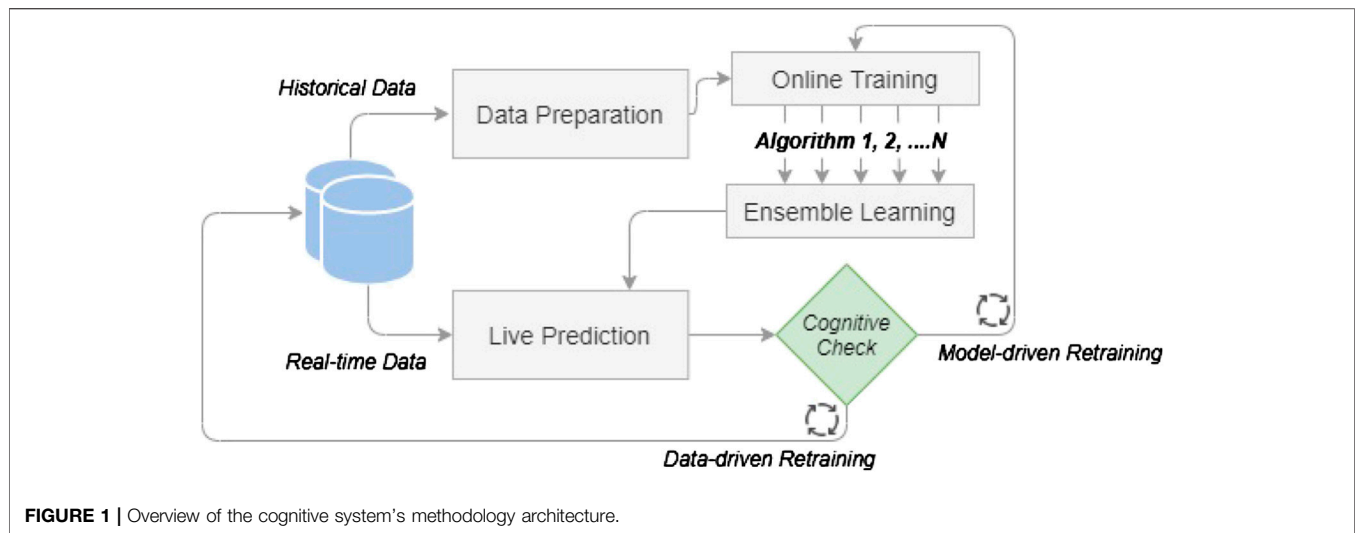 Historical Data
Data Preparation
Online Training
Algorithm 1, 2, ....N
Ensemble Learning
Real-time Data
Live Prediction
Cognitive
Check
Model-driven Retraining
Data-driven Retraining
FIGURE 1 | Overview of the cognitive system's methodology architecture.